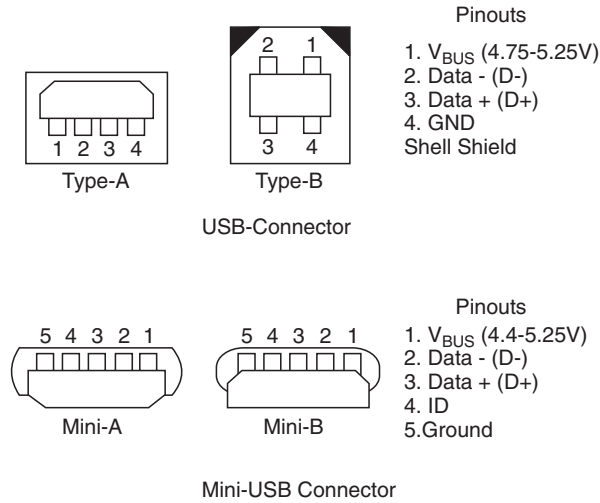 Pinouts
2 1
1. VBUS (4.75-5.25V)
2. Data - (D-)
3. Data + (D+)
4. GND
Shell Shield
1 2 3 4
3 4
Type-A
Type-B
USB-Connector
Pinouts
5 4 3 2 1
5 4 3 2 1
1. VBUS (4.4-5.25V)
2. Data - (D-)
3. Data + (D+)
4. ID
5.Ground
Mini-A
Mini-B
Mini-USB Connector